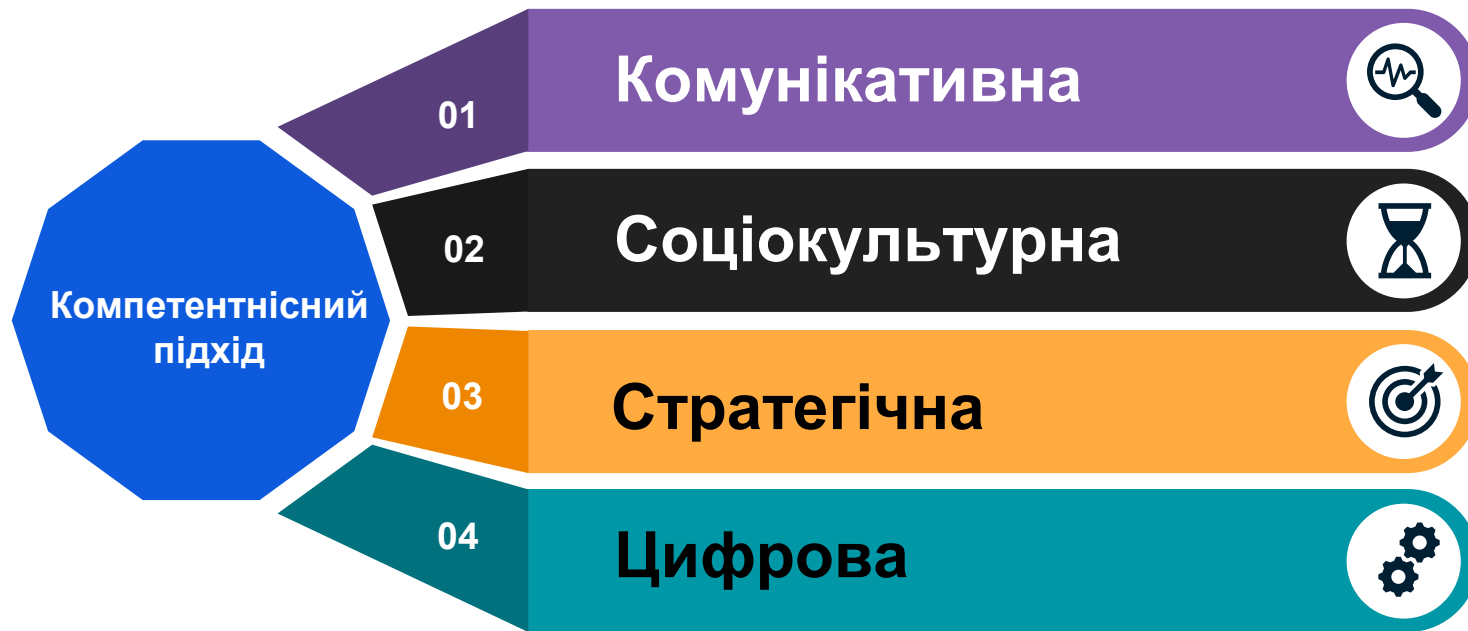 Компетентнісний
підхід
01
Комунікативна
02
Соціокультурна
03
Стратегічна
04
Цифрова